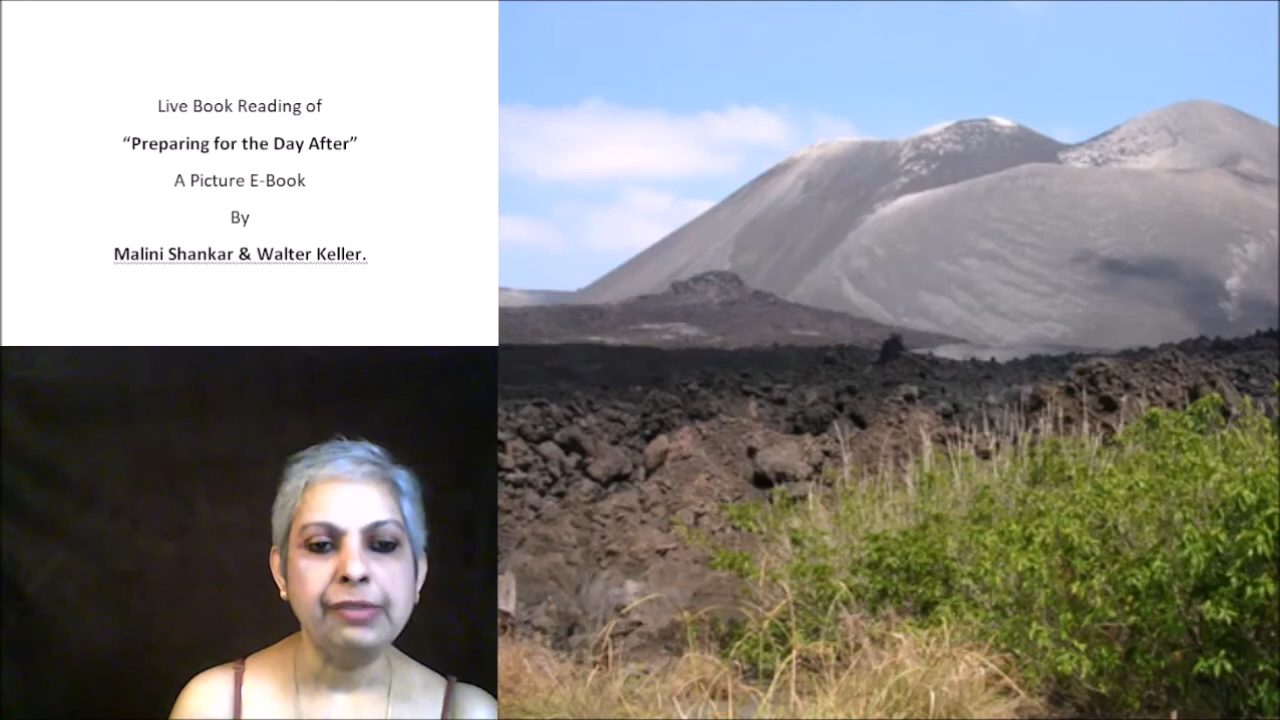 Live Book Reading of
“Preparing for the Day After”
A Picture E-Book
By
Malini Shankar & Walter Keller.